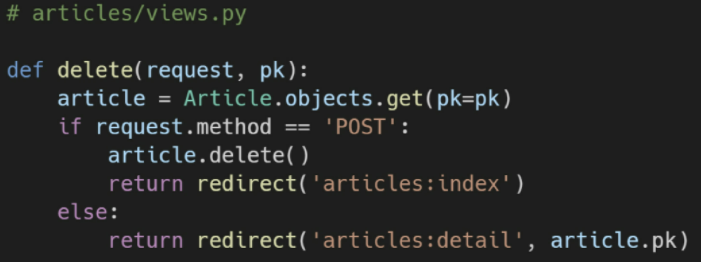 # articles/views.py
def delete(request, pk):
    article = Article.objects.get(pk=pk)
    if request.method == 'POST':
        article.delete()
        return redirect('articles:index')
    else:
        return redirect('articles:detail', article.pk)